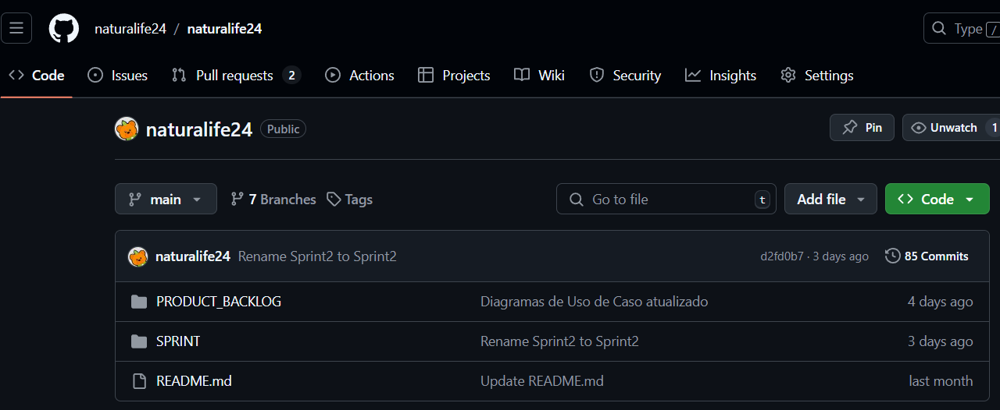 naturalife24 / naturalife24
Type /
Code Issues Pull requests 2 Actions Projects Wiki Security Insights Settings
naturalife24 Public Pin Unwatch 1
main 7 Branches Tags Go to file t Add file Code
naturalife24 Rename Sprint2 to Sprint2 d2fd0b7 · 3 days ago 85 Commits
PRODUCT_BACKLOG Diagramas de Uso de Caso atualizado 4 days ago
SPRINT Rename Sprint2 to Sprint2 3 days ago
README.md Update README.md last month